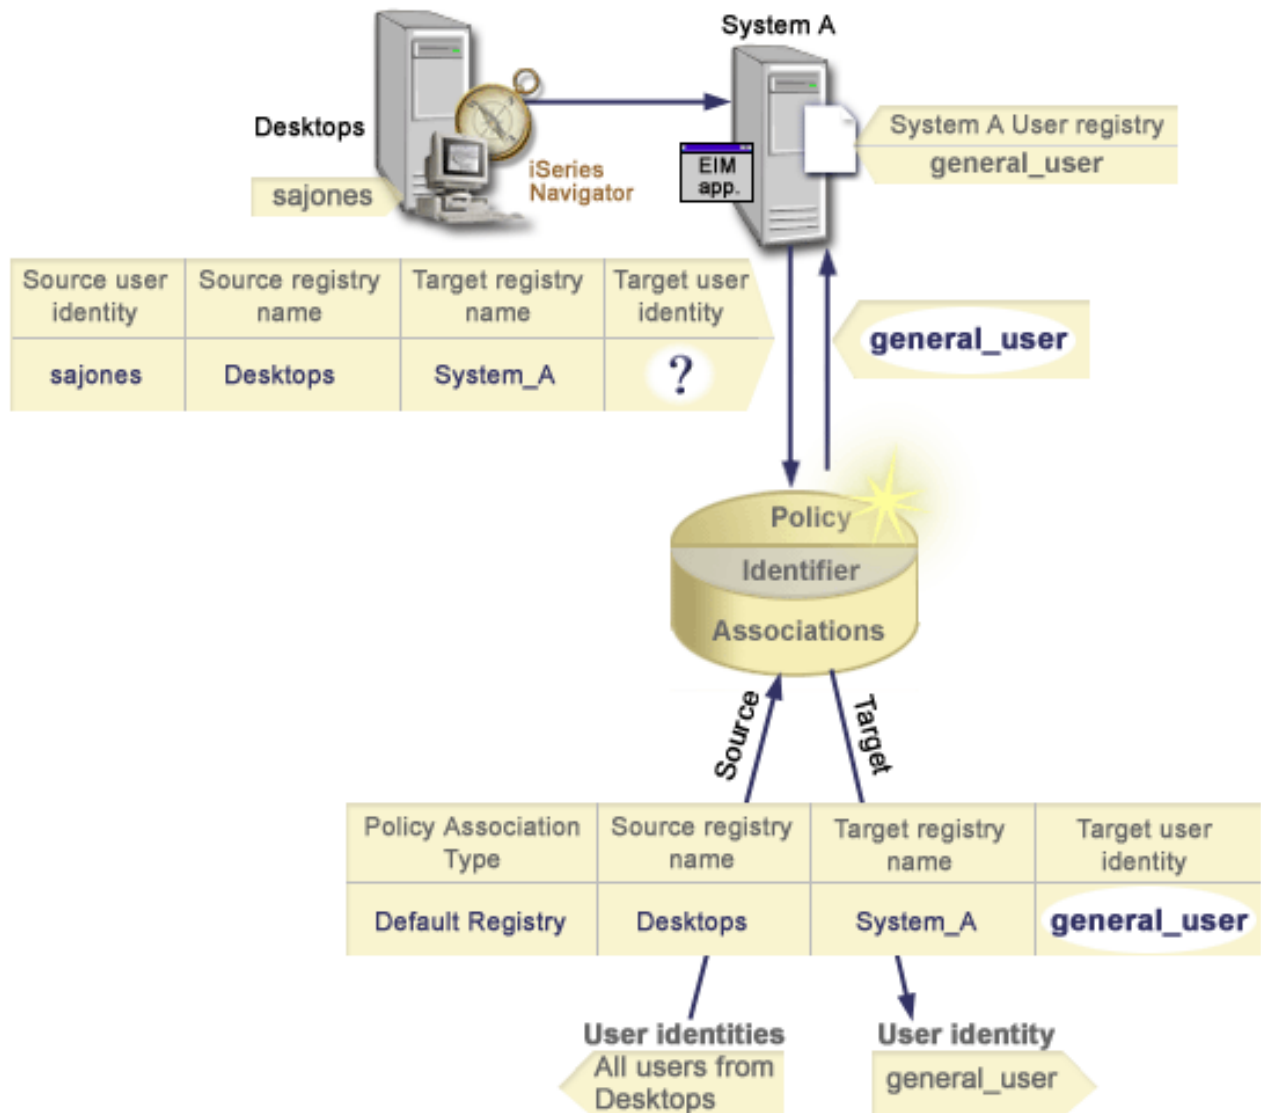 System A
Desktops
sajones
iSeries
Navigator
EIM
app.
System A User registry
general_user
Source user
identity
Source registry
name
Target registry
name
Target user
identity
sajones
Desktops
System_A
?
general_user
Policy
Identifier
Associations
Source
Target
Policy Association
Type
Source registry
name
Target registry
name
Target user
identity
Default Registry
Desktops
System_A
general_user
User identities
All users from
Desktops
User identity
general_user